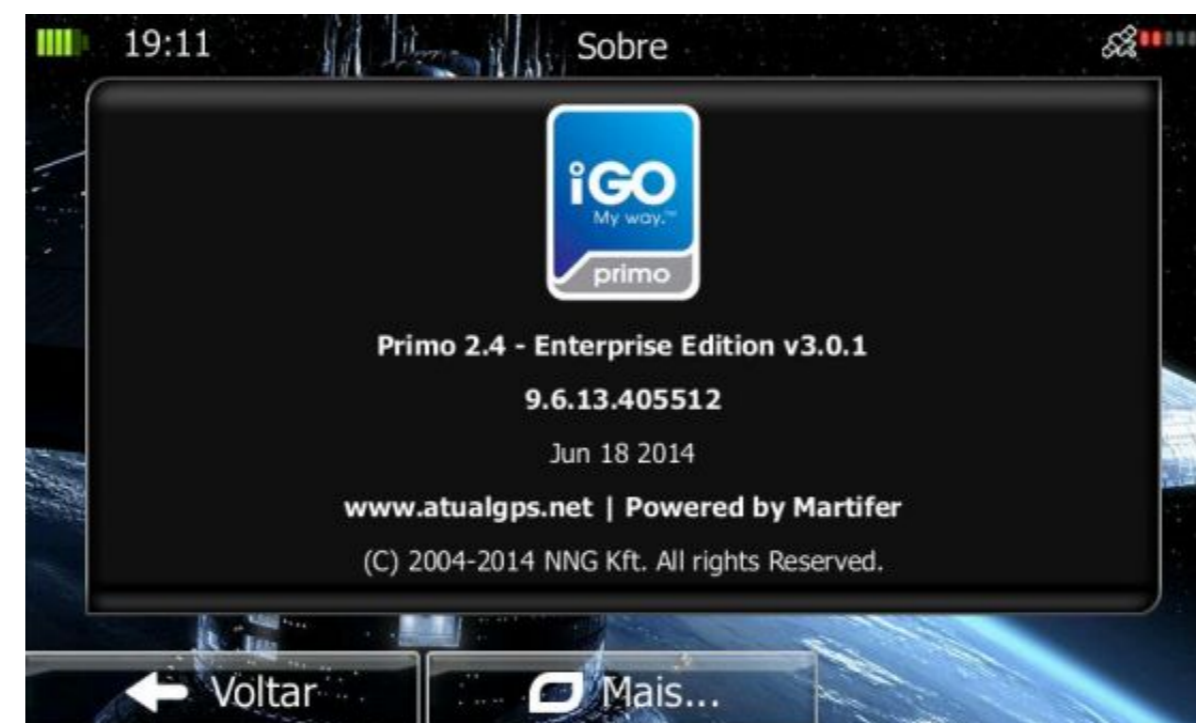 19:11
Sobre
iGO
My way.™
primo
Primo 2.4 - Enterprise Edition v3.0.1
9.6.13.405512
Jun 18 2014
www.atualgps.net | Powered by Martifer
(C) 2004-2014 NNG Kft. All rights Reserved.
Voltar
Mais...